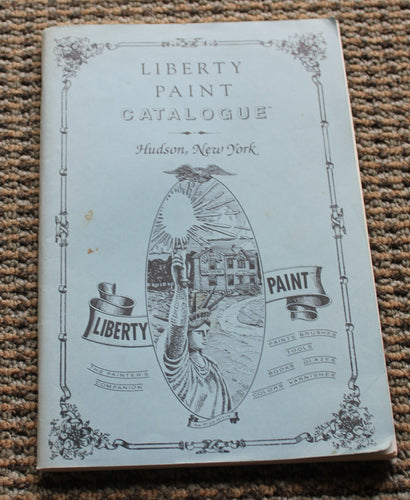 LIBERTY
PAINT
CATALOGUE
Hudson, New York
LIBERTY PAINT
THE PAINTER'S
COMPANION
PAINTS BRUSHES
TOOLS
BOOKS GLAZES
COLORS VARNISHES